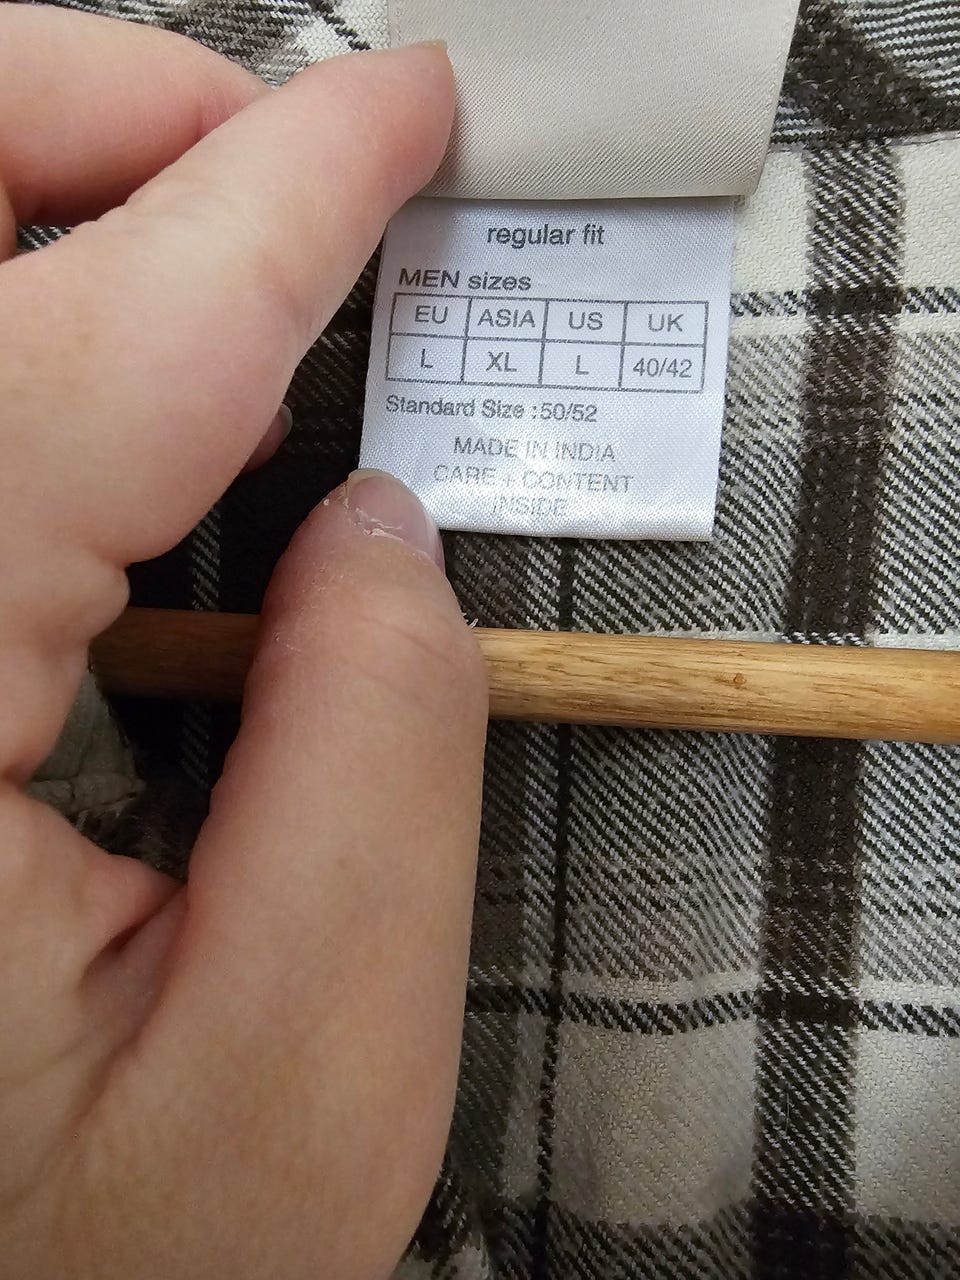 regular fit
MEN sizes
EU ASIA US UK
L XL L 40/42
Standard Size :50/52
MADE IN INDIA
CARE + CONTENT
INSIDE